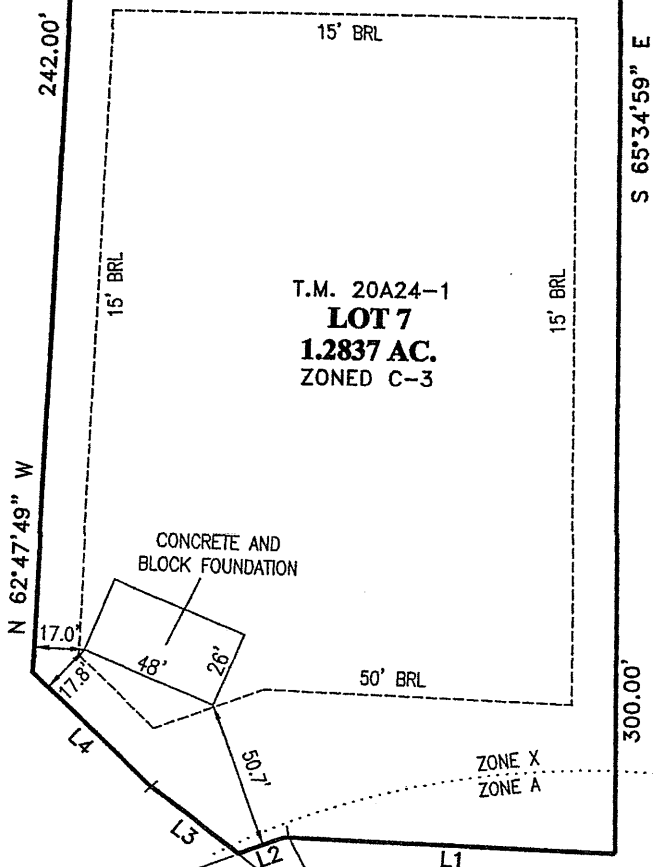 242.00'
15' BRL
S 65°34'59" E
15' BRL
15' BRL
T.M. 20A24-1
LOT 7
1.2837 AC.
ZONED C-3
N 62°47'49" W
CONCRETE AND
BLOCK FOUNDATION
17.0'
48'
26'
17.8'
50' BRL
300.00'
L4
50.7'
ZONE X
ZONE A
L3
L2
L1